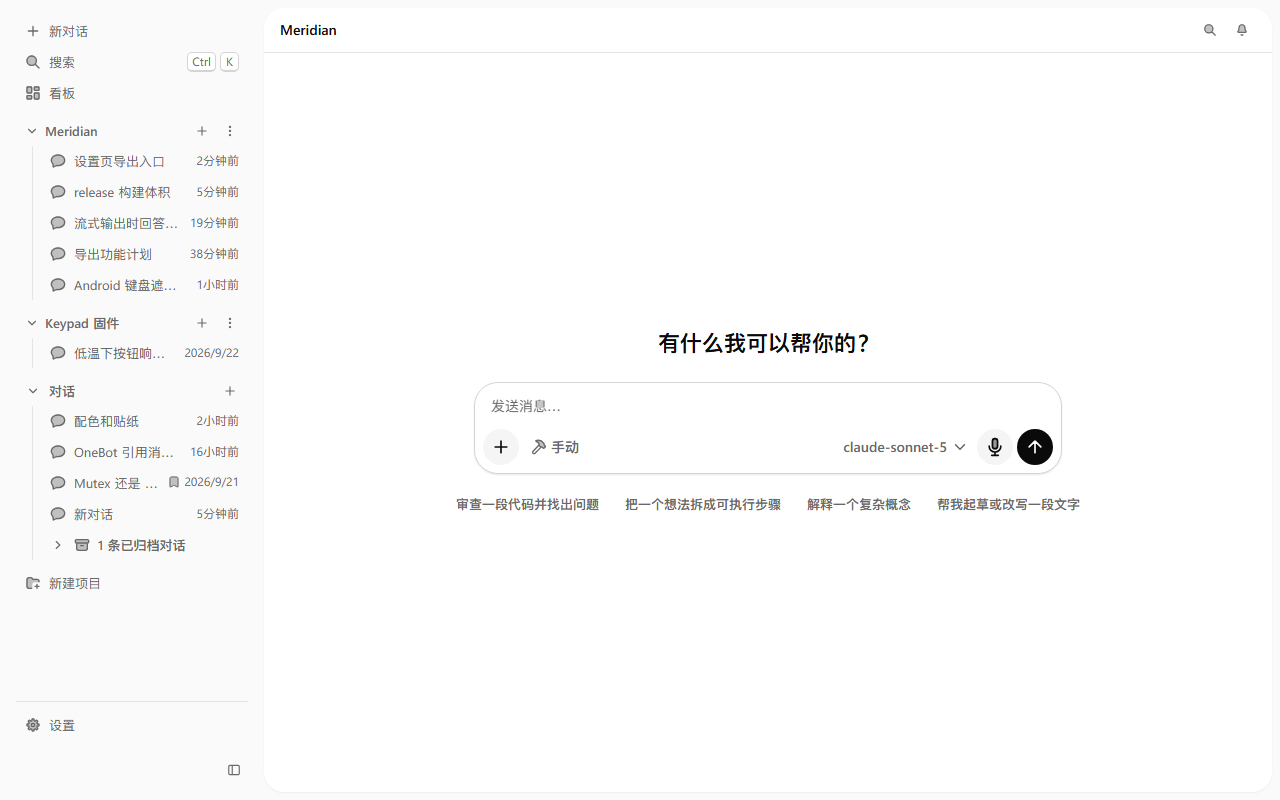 新对话
搜索 Ctrl K
看板
Meridian
设置页导出入口 2分钟前
release 构建体积 5分钟前
流式输出时回答... 19分钟前
导出功能计划 38分钟前
Android 键盘遮... 1小时前
Keypad 固件
低温下按钮响... 2026/9/22
对话
配色和贴纸 2小时前
OneBot 引用消... 16小时前
Mutex 还是 ... 2026/9/21
新对话 5分钟前
1 条已归档对话
新建项目
设置
Meridian
有什么我可以帮你的？
发送消息...
手动 claude-sonnet-5
审查一段代码并找出问题 把一个想法拆成可执行步骤 解释一个复杂概念 帮我起草或改写一段文字